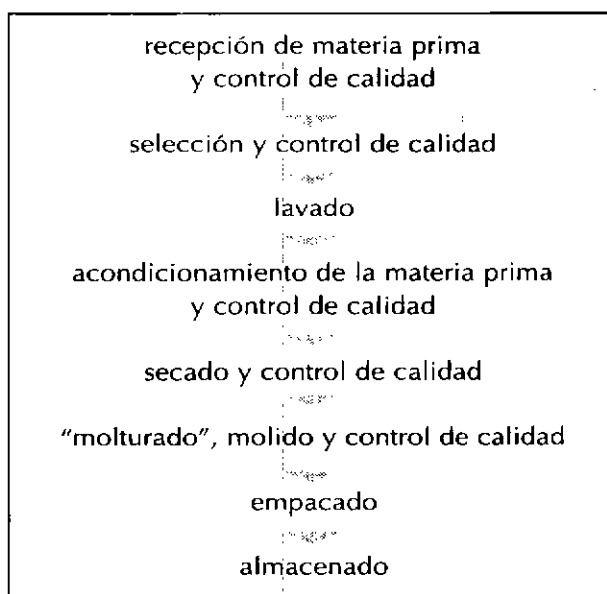 recepción de materia prima
y control de calidad
selección y control de calidad
lavado
acondicionamiento de la materia prima
y control de calidad
secado y control de calidad
"molturado", molido y control de calidad
empacado
almacenado